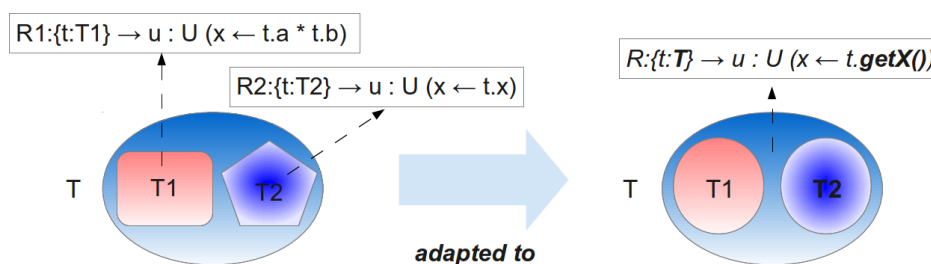 R1:{t:T1} → u : U (x ← t.a * t.b)
R:{t:T} → u : U (x ← t.getX())
R2:{t:T2} → u : U (x ← t.x)
T
T1
T2
T
T1
T2
adapted to